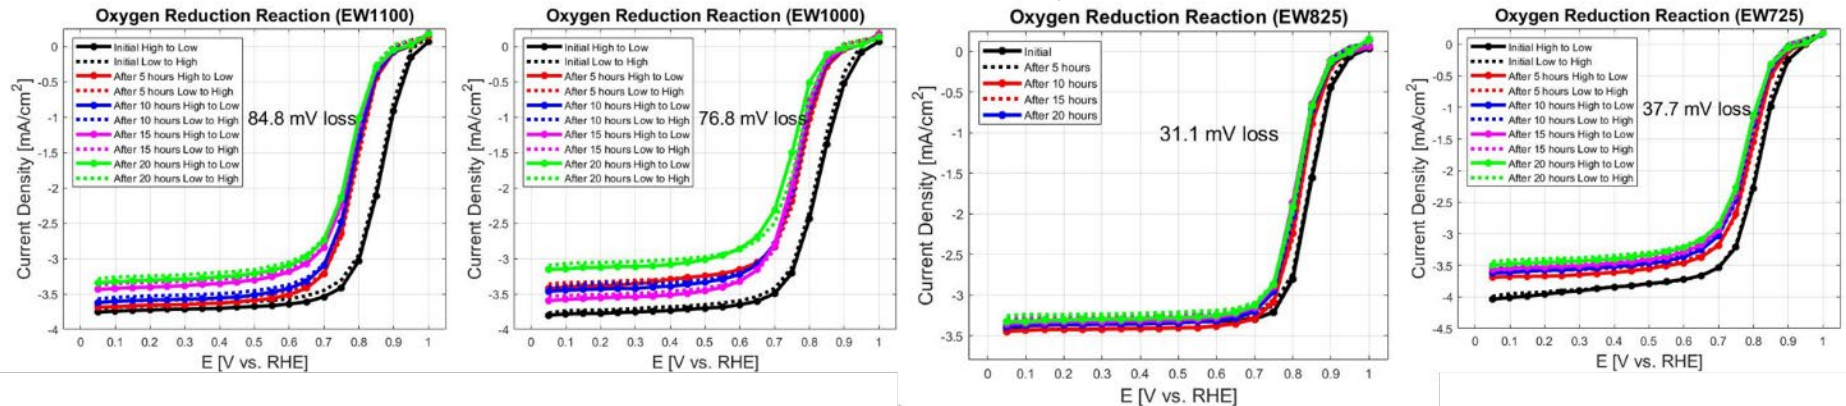 Oxygen Reduction Reaction (EW1100)
Initial High to Low
Initial Low to High
After 5 hours High to Low
After 5 hours Low to High
After 10 hours High to Low
After 10 hours Low to High
After 15 hours High to Low
After 15 hours Low to High
After 20 hours High to Low
After 20 hours Low to High
84.8 mV loss
Current Density [mA/cm²]
0
-0.5
-1
-1.5
-2
-2.5
-3
-3.5
-4
0 0.1 0.2 0.3 0.4 0.5 0.6 0.7 0.8 0.9 1
E [V vs. RHE]
Oxygen Reduction Reaction (EW1000)
Initial High to Low
Initial Low to High
After 5 hours High to Low
After 5 hours Low to High
After 10 hours High to Low
After 10 hours Low to High
After 15 hours High to Low
After 15 hours Low to High
After 20 hours High to Low
After 20 hours Low to High
76.8 mV loss
Current Density [mA/cm²]
0
-0.5
-1
-1.5
-2
-2.5
-3
-3.5
-4
0 0.1 0.2 0.3 0.4 0.5 0.6 0.7 0.8 0.9 1
E [V vs. RHE]
Oxygen Reduction Reaction (EW825)
Initial
After 5 hours
After 10 hours
After 15 hours
After 20 hours
31.1 mV loss
Current Density [mA/cm²]
0
-0.5
-1
-1.5
-2
-2.5
-3
-3.5
0 0.1 0.2 0.3 0.4 0.5 0.6 0.7 0.8 0.9 1
E [V vs. RHE]
Oxygen Reduction Reaction (EW725)
Initial High to Low
Initial Low to High
After 5 hours High to Low
After 5 hours Low to High
After 10 hours High to Low
After 10 hours Low to High
After 15 hours High to Low
After 15 hours Low to High
After 20 hours High to Low
After 20 hours Low to High
37.7 mV loss
Current Density [mA/cm²]
0
-0.5
-1
-1.5
-2
-2.5
-3
-3.5
-4
-4.5
0 0.1 0.2 0.3 0.4 0.5 0.6 0.7 0.8 0.9 1
E [V vs. RHE]